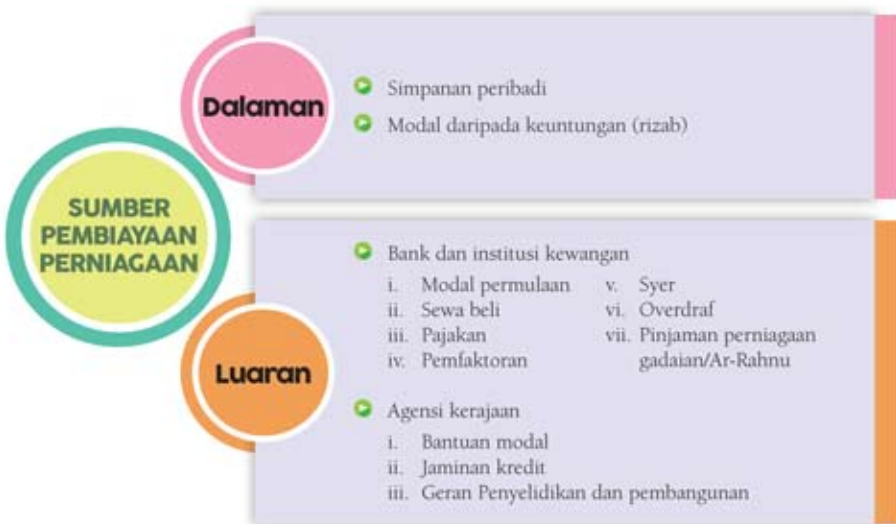 SUMBER
PEMBIAYAAN
PERNIAGAAN
Dalaman
Simpanan peribadi
Modal daripada keuntungan (rizab)
Luaran
Bank dan institusi kewangan
i. Modal permulaan
ii. Sewa beli
iii. Pajakan
iv. Pemfaktoran
v. Syer
vi. Overdraf
vii. Pinjaman perniagaan
gadaian/Ar-Rahnu
Agensi kerajaan
i. Bantuan modal
ii. Jaminan kredit
iii. Geran Penyelidikan dan pembangunan